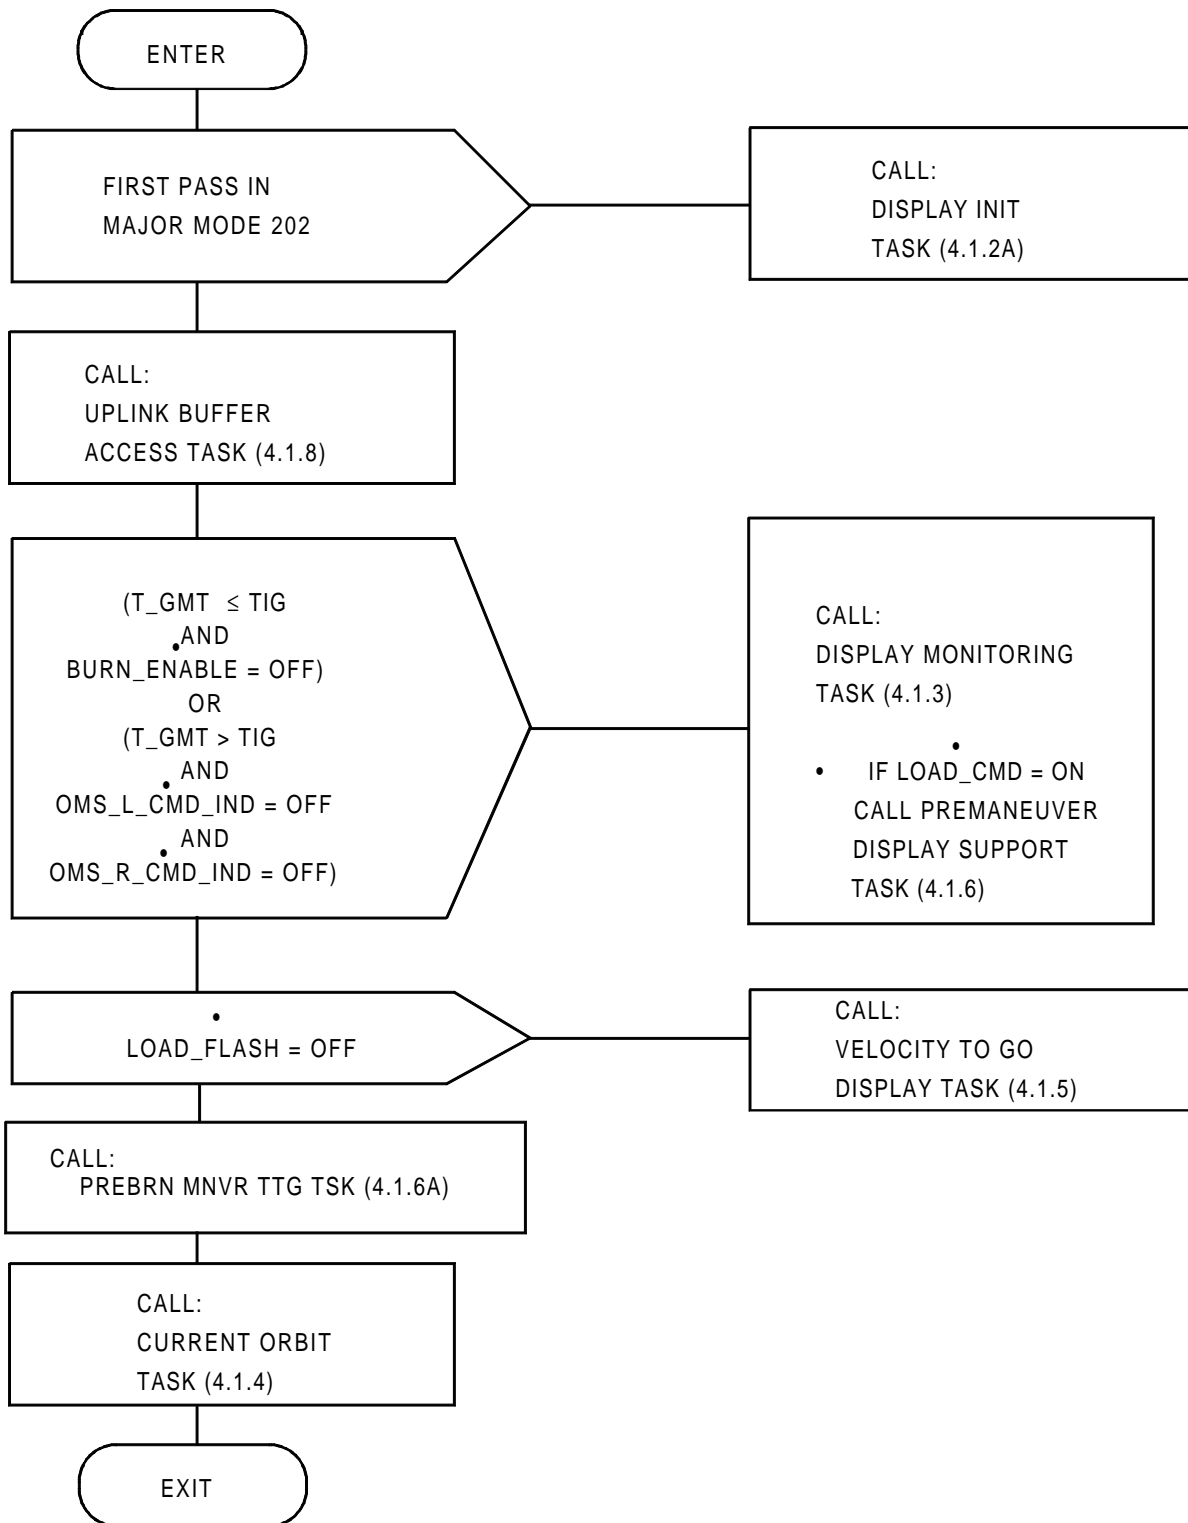 ENTER
FIRST PASS IN
MAJOR MODE 202
CALL:
DISPLAY INIT
TASK (4.1.2A)
CALL:
UPLINK BUFFER
ACCESS TASK (4.1.8)
(T_GMT ≤ TIG
AND
BURN_ENABLE = OFF)
OR
(T_GMT > TIG
AND
OMS_L_CMD_IND = OFF
AND
OMS_R_CMD_IND = OFF)
CALL:
DISPLAY MONITORING
TASK (4.1.3)
• IF LOAD_CMD = ON
CALL PREMANEUVER
DISPLAY SUPPORT
TASK (4.1.6)
LOAD_FLASH = OFF
CALL:
VELOCITY TO GO
DISPLAY TASK (4.1.5)
CALL:
PREBRN MNVR TTG TSK (4.1.6A)
CALL:
CURRENT ORBIT
TASK (4.1.4)
EXIT